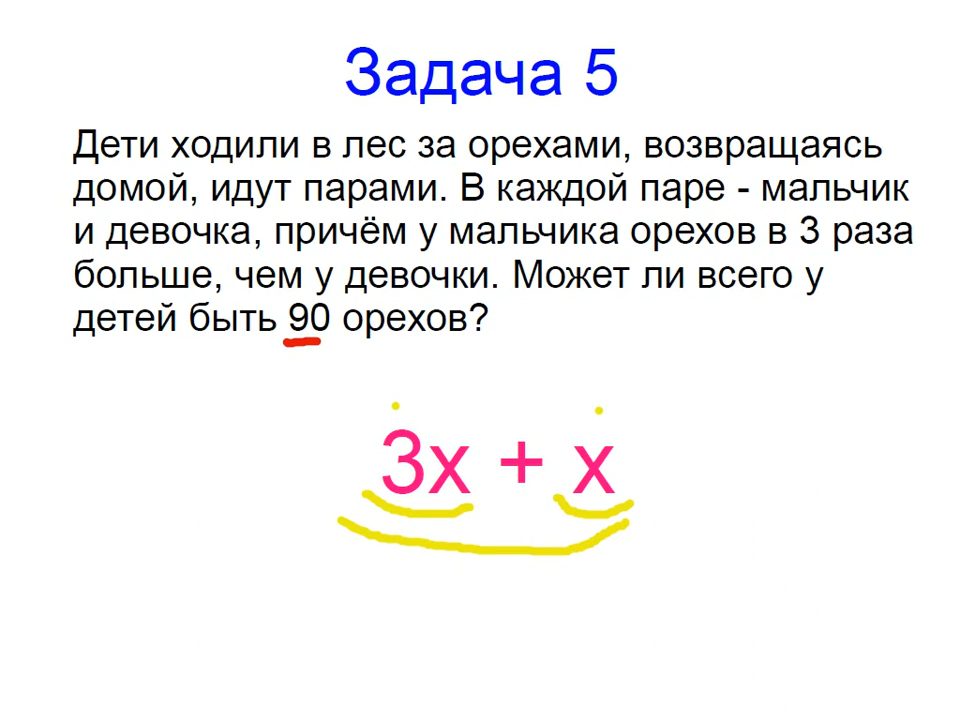 Задача 5
Дети ходили в лес за орехами, возвращаясь
домой, идут парами. В каждой паре - мальчик
и девочка, причём у мальчика орехов в 3 раза
больше, чем у девочки. Может ли всего у
детей быть 90 орехов?
3x + x